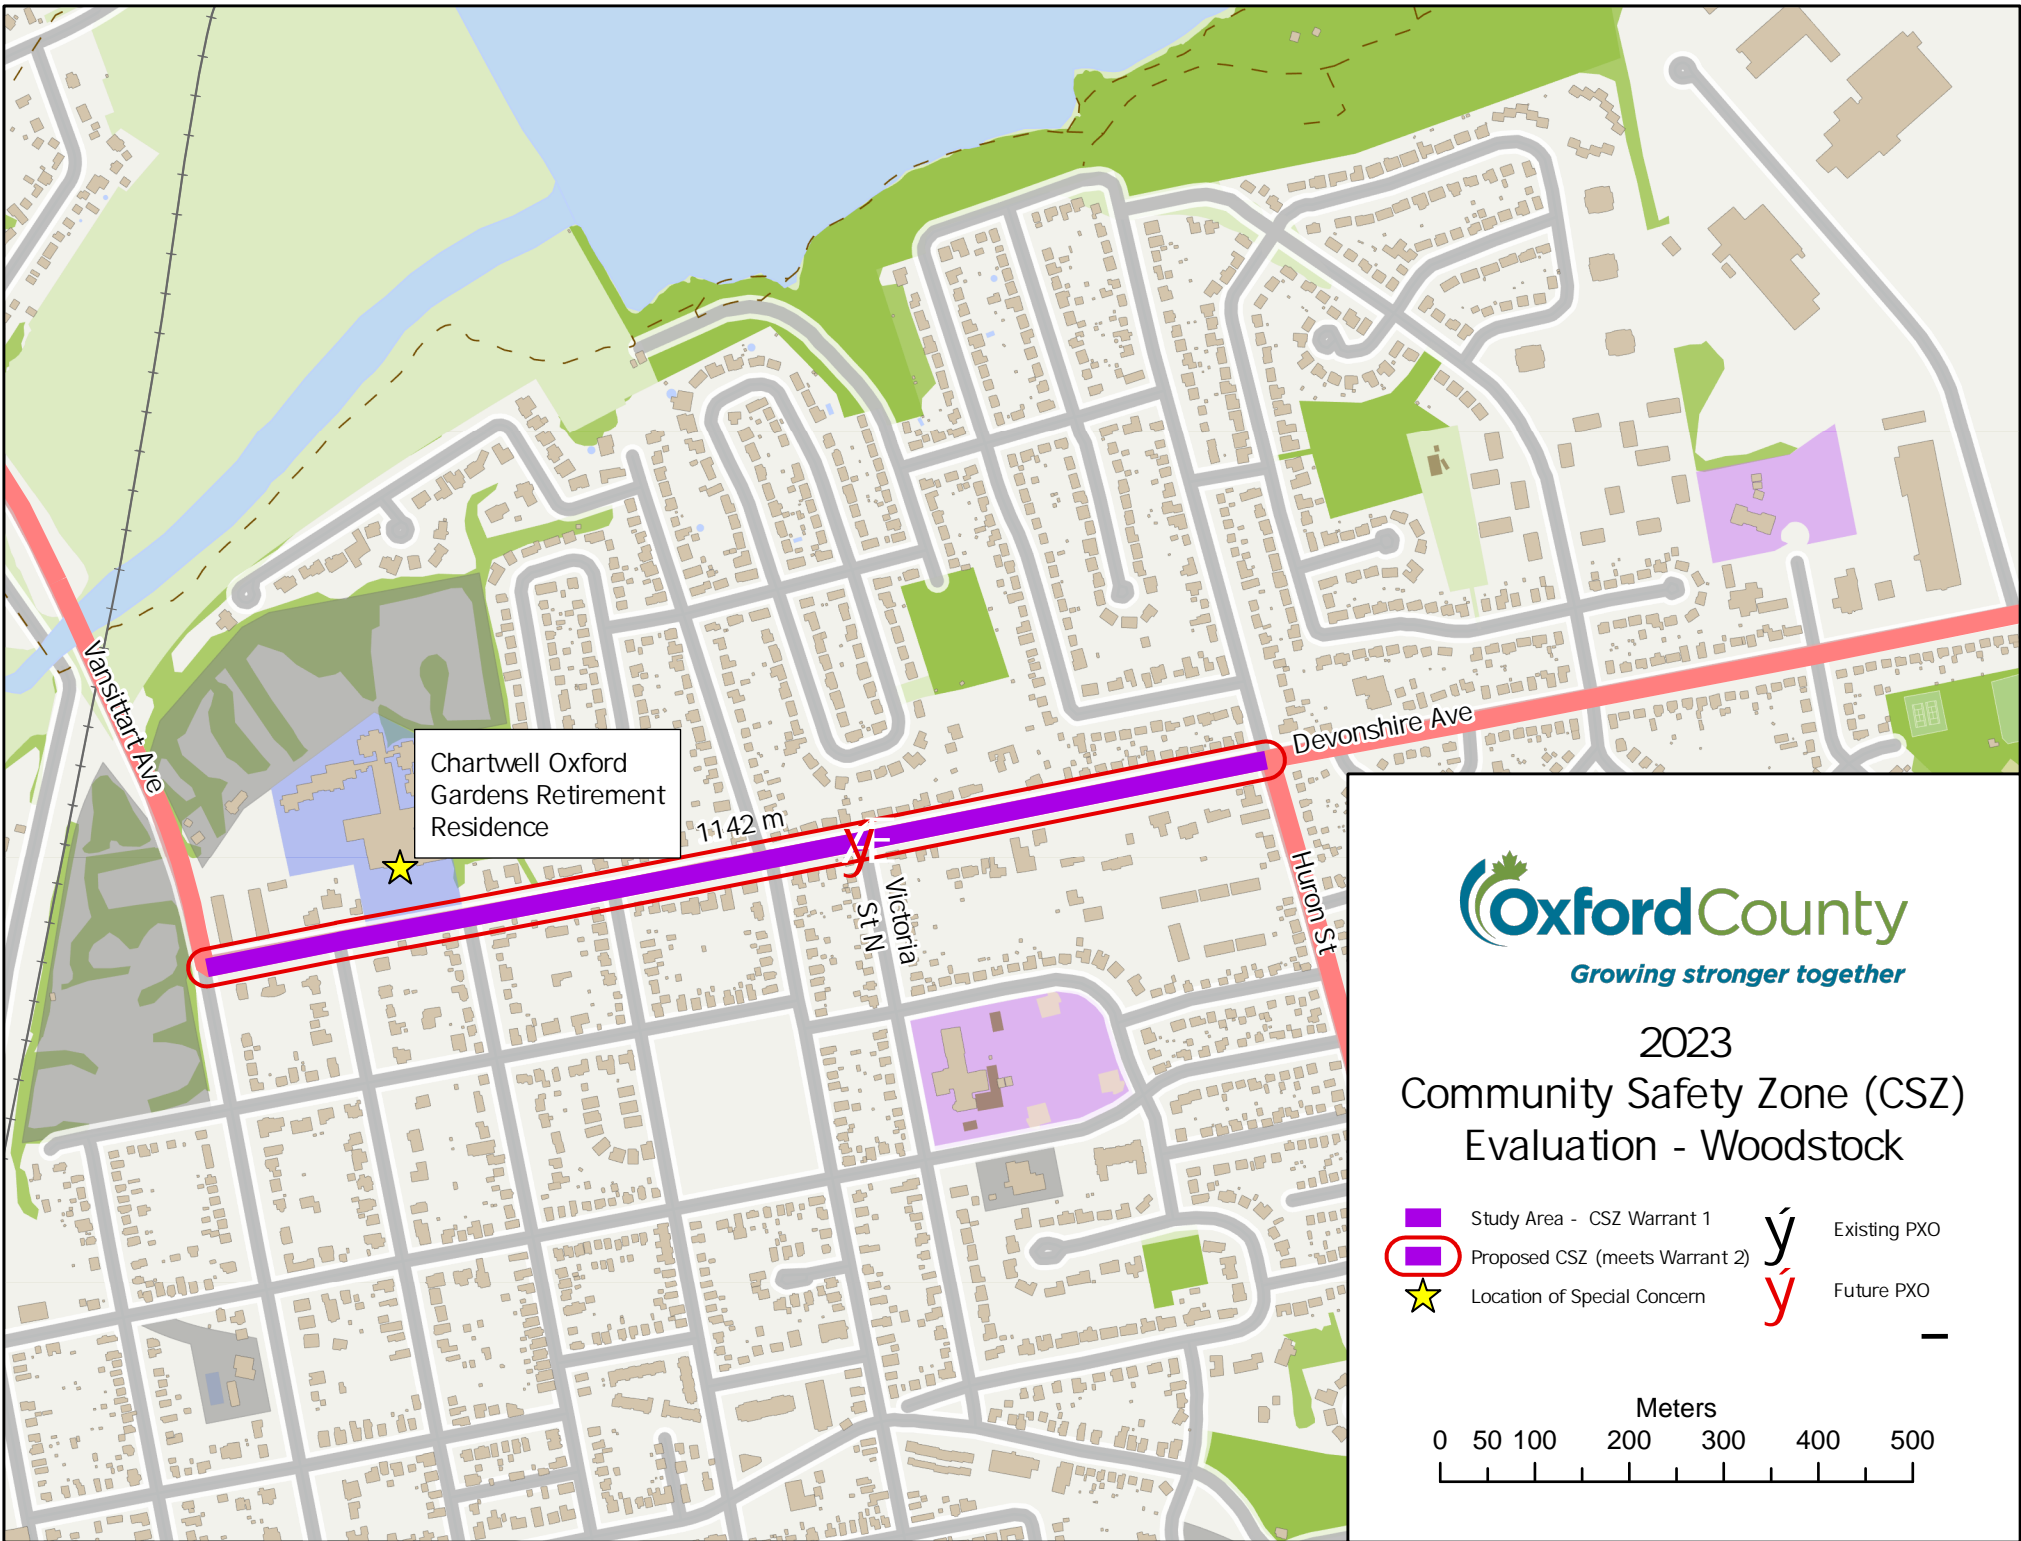 Vansittart Ave
Chartwell Oxford
Gardens Retirement
Residence
1142 m
ý
Victoria
St N
Devonshire Ave
Huron St
Oxford County
Growing stronger together
2023
Community Safety Zone (CSZ)
Evaluation - Woodstock
Study Area - CSZ Warrant 1
Proposed CSZ (meets Warrant 2)
Location of Special Concern
ý Existing PXO
ý Future PXO
Meters
0 50 100 200 300 400 500